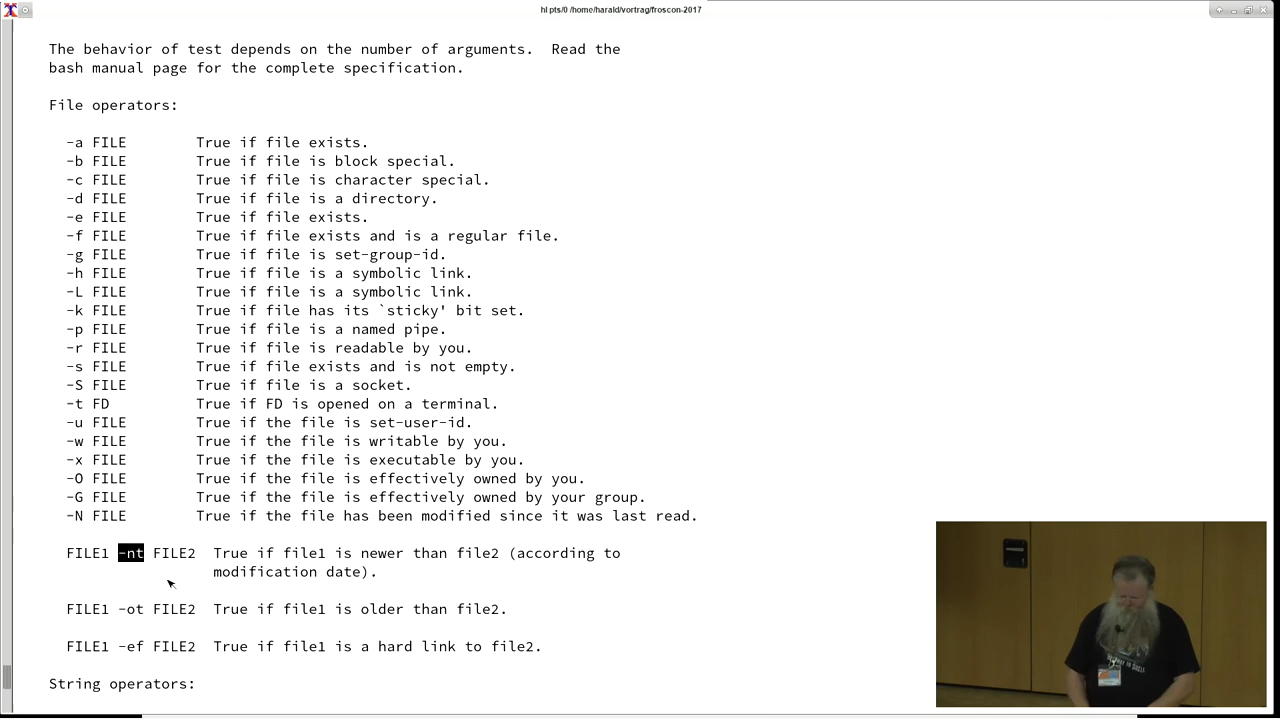 hl pts/0 /home/harald/vortrag/froscon-2017
The behavior of test depends on the number of arguments.  Read the
bash manual page for the complete specification.
File operators:
-a FILE        True if file exists.
-b FILE        True if file is block special.
-c FILE        True if file is character special.
-d FILE        True if file is a directory.
-e FILE        True if file exists.
-f FILE        True if file exists and is a regular file.
-g FILE        True if file is set-group-id.
-h FILE        True if file is a symbolic link.
-L FILE        True if file is a symbolic link.
-k FILE        True if file has its `sticky' bit set.
-p FILE        True if file is a named pipe.
-r FILE        True if file is readable by you.
-s FILE        True if file exists and is not empty.
-S FILE        True if file is a socket.
-t FD          True if FD is opened on a terminal.
-u FILE        True if the file is set-user-id.
-w FILE        True if the file is writable by you.
-x FILE        True if the file is executable by you.
-O FILE        True if the file is effectively owned by you.
-G FILE        True if the file is effectively owned by your group.
-N FILE        True if the file has been modified since it was last read.
FILE1 -nt FILE2  True if file1 is newer than file2 (according to
modification date).
FILE1 -ot FILE2  True if file1 is older than file2.
FILE1 -ef FILE2  True if file1 is a hard link to file2.
String operators: